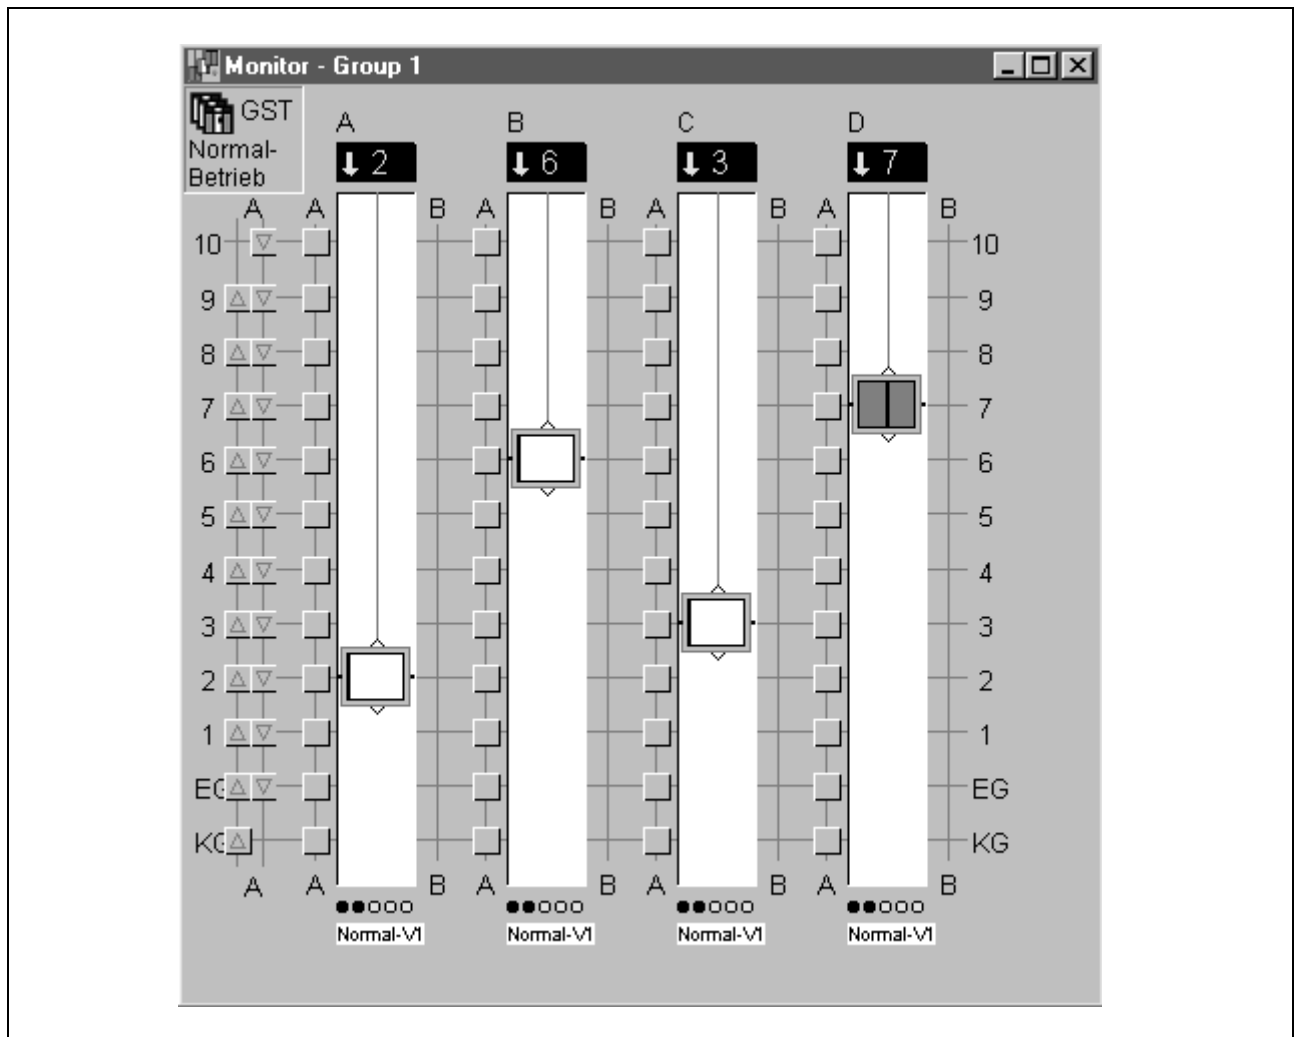 Monitor - Group 1
GST
Normal-
Betrieb
A B C D
2 6 3 7
A A B A B A B A B
10 10
9 9
8 8
7 7
6 6
5 5
4 4
3 3
2 2
1 1
EG EG
KG KG
A A B A B A B A B
Normal-V1 Normal-V1 Normal-V1 Normal-V1